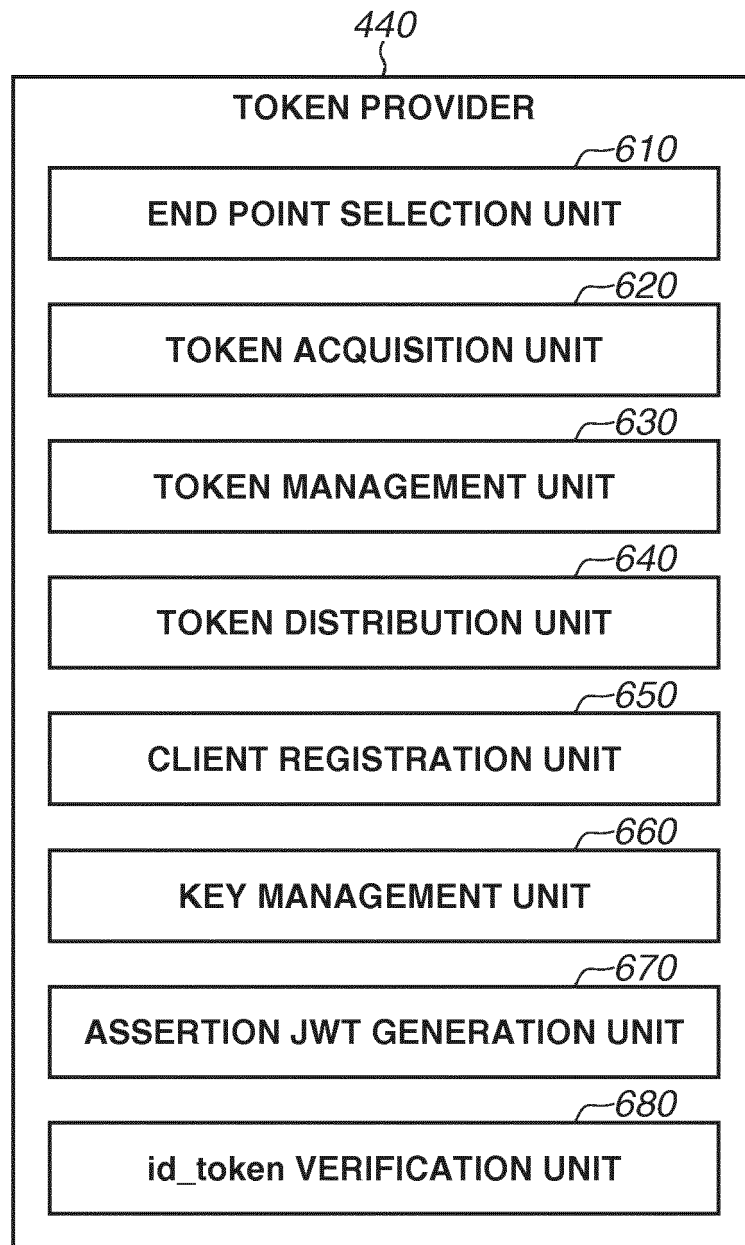 440
TOKEN PROVIDER
610
END POINT SELECTION UNIT
620
TOKEN ACQUISITION UNIT
630
TOKEN MANAGEMENT UNIT
640
TOKEN DISTRIBUTION UNIT
650
CLIENT REGISTRATION UNIT
660
KEY MANAGEMENT UNIT
670
ASSERTION JWT GENERATION UNIT
680
id_token VERIFICATION UNIT